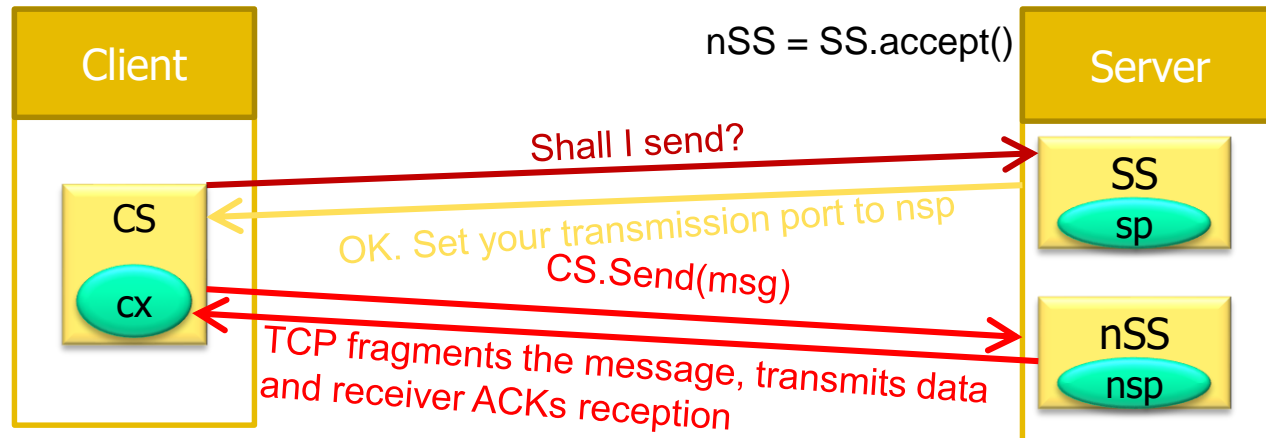 nSS = SS.accept()
Client
Server
Shall I send?
SS
sp
CS
cx
OK. Set your transmission port to nsp
CS.Send(msg)
nSS
nsp
TCP fragments the message, transmits data
and receiver ACKs reception